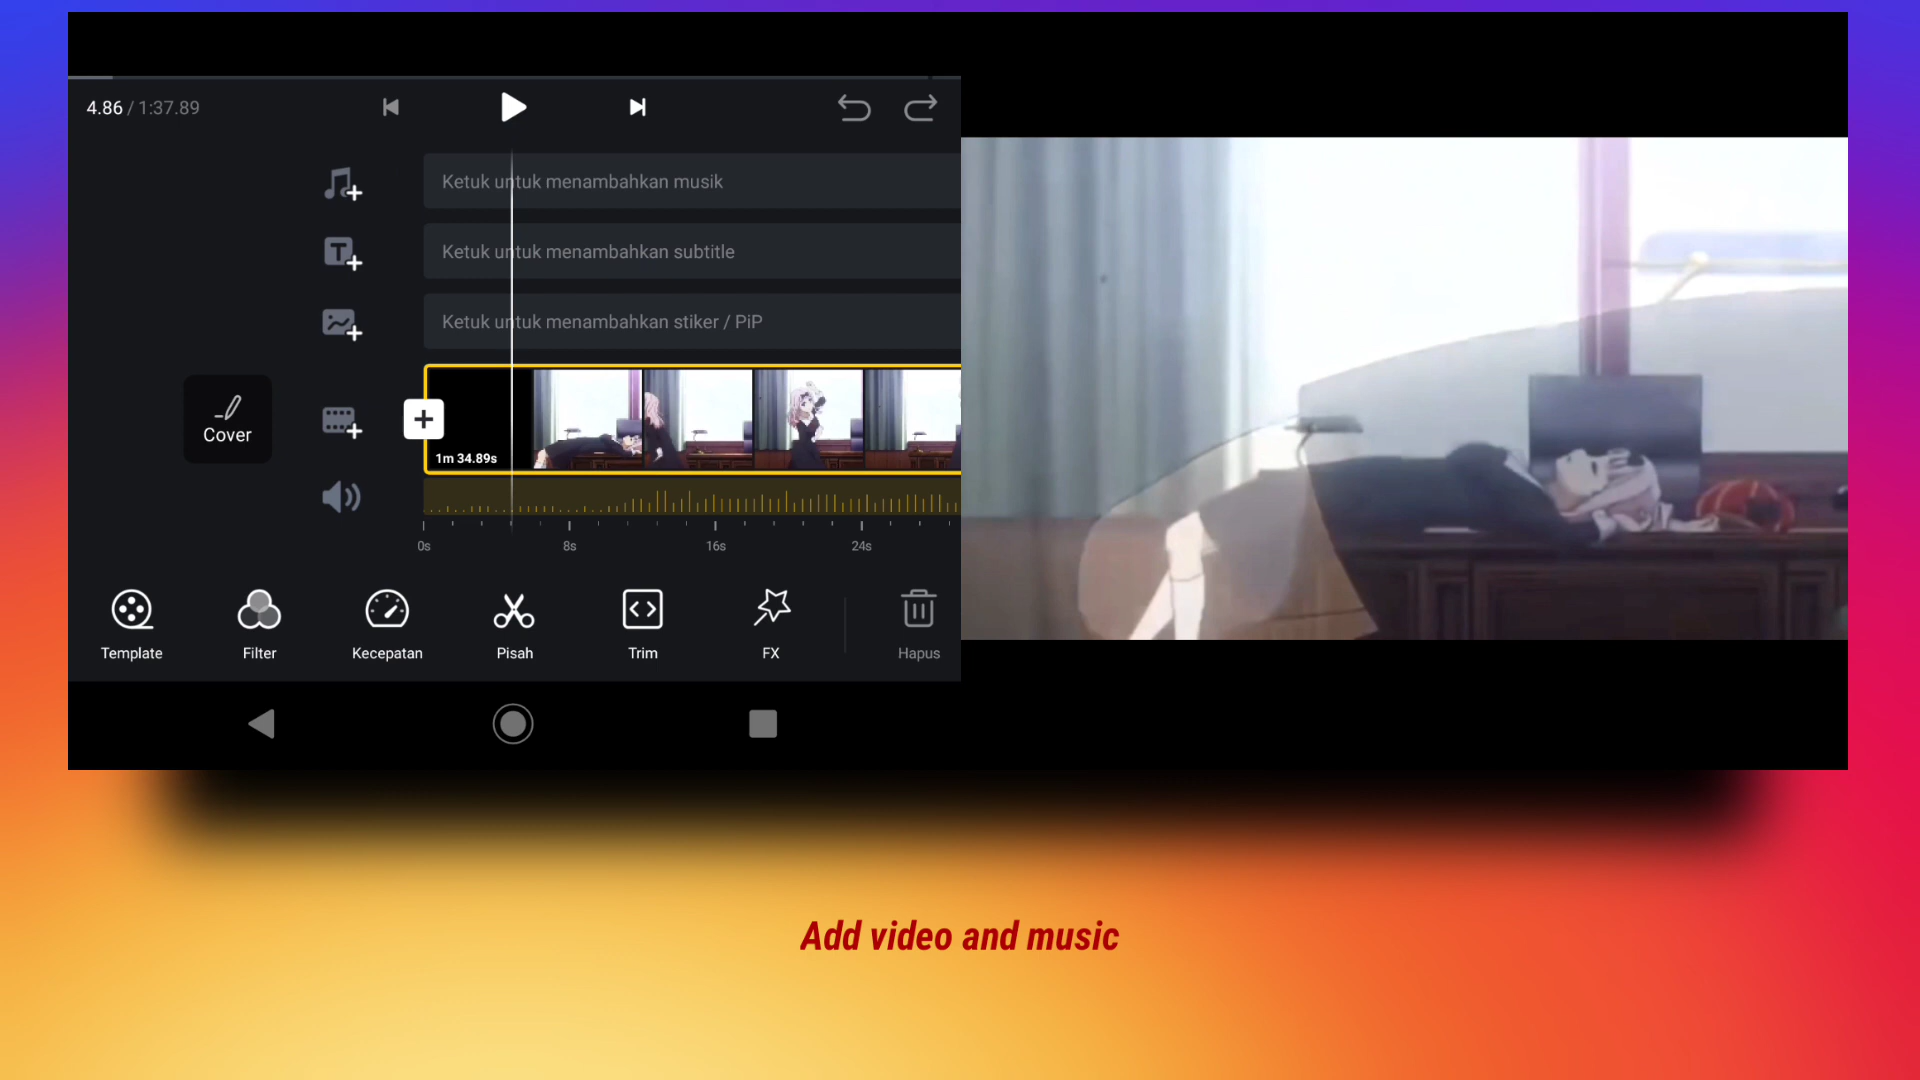 4.86 / 1:37.89
Ketuk untuk menambahkan musik
Ketuk untuk menambahkan subtitle
Ketuk untuk menambahkan stiker / PiP
Cover
1m 34.89s
0s 8s 16s 24s
Template Filter Kecepatan Pisah Trim FX Hapus
Add video and music